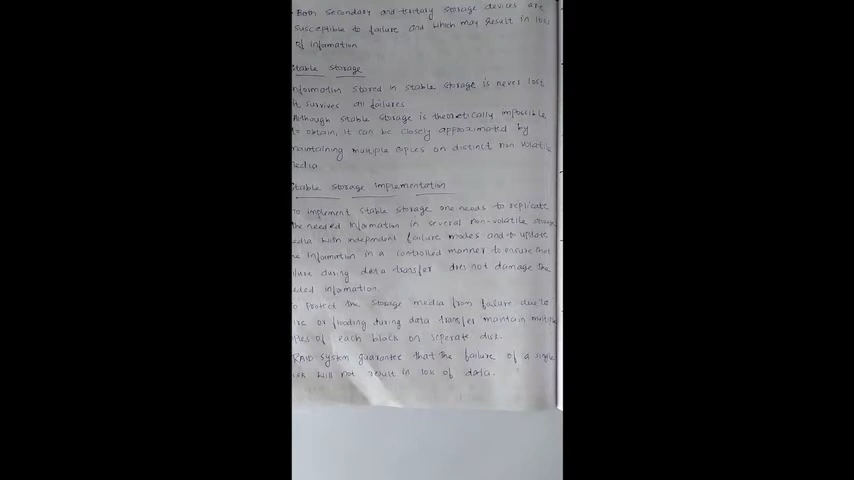 • Both secondary and teritary storage devices are
susceptible to failure and which may result in loss
of information
Stable Storage
Information stored in stable storage is never lost
It survives all failures
Although stable storage is theoretically impossible
to obtain, it can be closely approximated by
maintaining multiple copies on distinct non volatile
media
Stable storage implementation
To implement stable storage one needs to replicate
the needed information in several non-volatile storage
media with independent failure modes and to update
the information in a controlled manner to ensure that
failure during data transfer does not damage the
needed information.
To protect the storage media from failure due to
fire or flooding during data transfer maintain multiple
copies of each block on seperate disk.
RAID system guarantee that the failure of a single
disk will not result in loss of data.